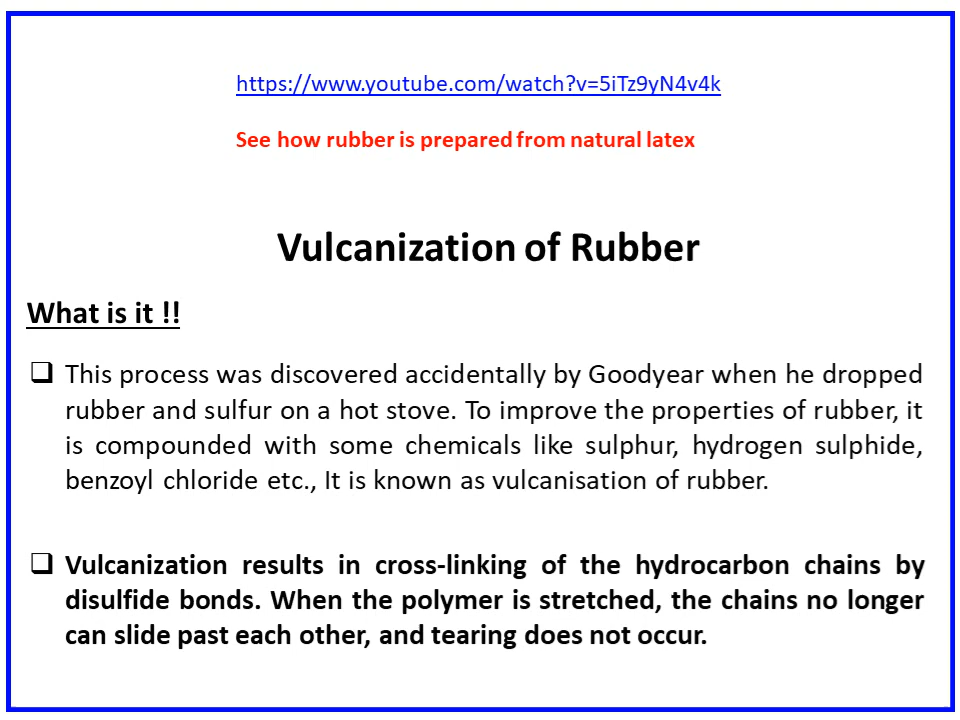 https://www.youtube.com/watch?v=5iTz9yN4v4k
See how rubber is prepared from natural latex
Vulcanization of Rubber
What is it !!
❑ This process was discovered accidentally by Goodyear when he dropped
rubber and sulfur on a hot stove. To improve the properties of rubber, it
is compounded with some chemicals like sulphur, hydrogen sulphide,
benzoyl chloride etc., It is known as vulcanisation of rubber.
❑ Vulcanization results in cross-linking of the hydrocarbon chains by
disulfide bonds. When the polymer is stretched, the chains no longer
can slide past each other, and tearing does not occur.